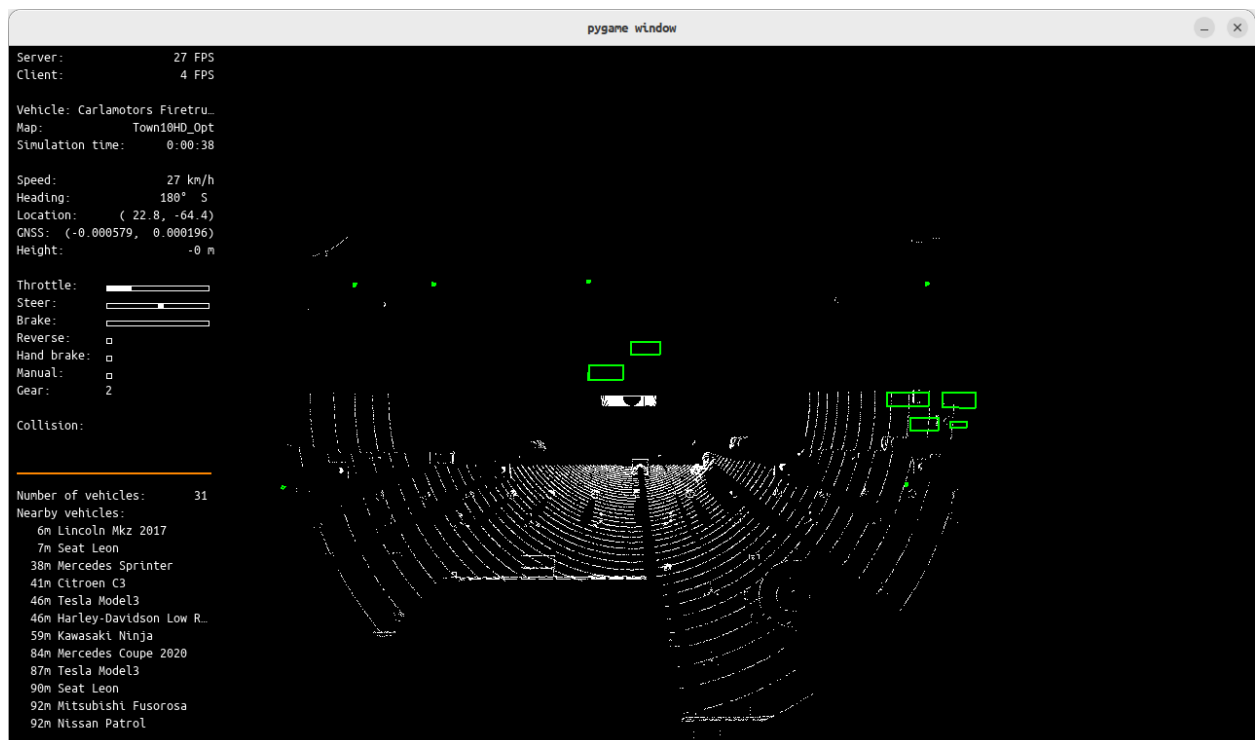 pygame window
Server: 27 FPS
Client: 4 FPS
Vehicle: Carlamotors Firetru…
Map: Town10HD_Opt
Simulation time: 0:00:38
Speed: 27 km/h
Heading: 180° S
Location: ( 22.8, -64.4)
GNSS: (-0.000579, 0.000196)
Height: -0 m
Throttle:
Steer:
Brake:
Reverse:
Hand brake:
Manual:
Gear: 2
Collision:
Number of vehicles: 31
Nearby vehicles:
6m Lincoln Mkz 2017
7m Seat Leon
38m Mercedes Sprinter
41m Citroen C3
46m Tesla Model3
46m Harley-Davidson Low R…
59m Kawasaki Ninja
84m Mercedes Coupe 2020
87m Tesla Model3
90m Seat Leon
92m Mitsubishi Fusorosa
92m Nissan Patrol